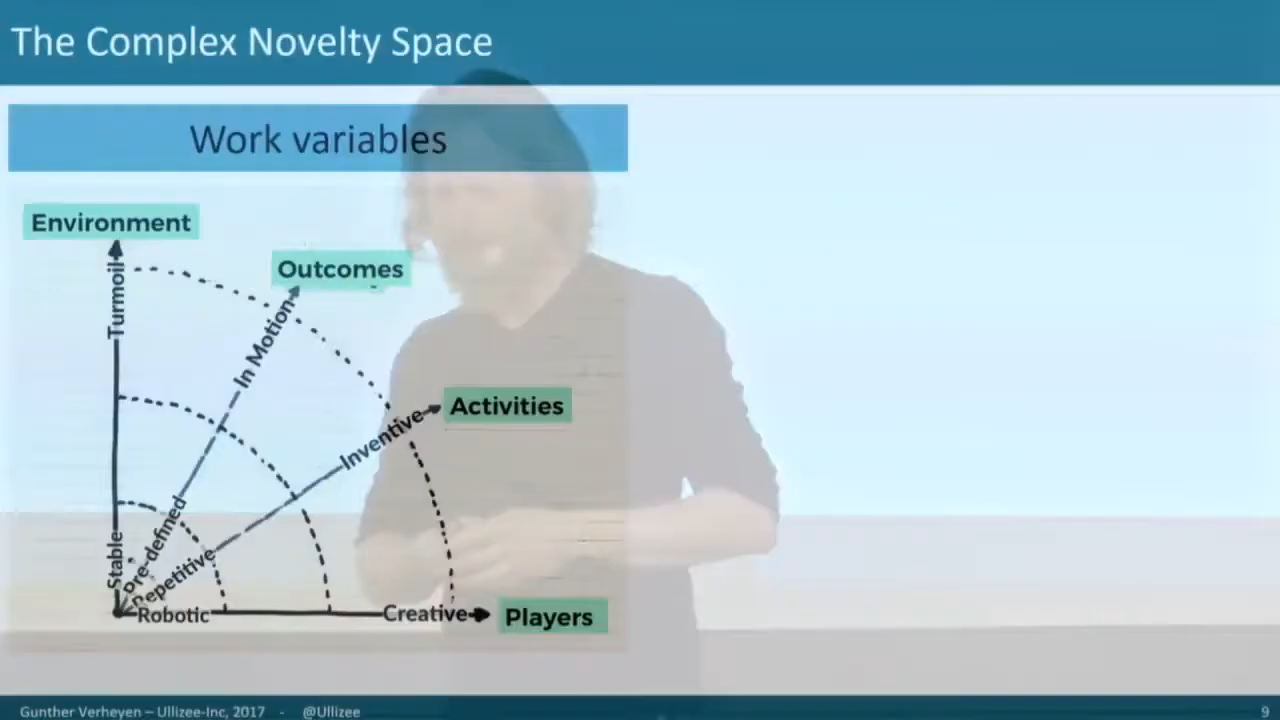 The Complex Novelty Space
Work variables
Environment
Outcomes
Turmoil
In Motion
Activities
Inventive
Stable
Pre-defined
Repetitive
Robotic
Creative
Players
Gunther Verheyen – Ullizee-Inc, 2017 - @Ullizee
9